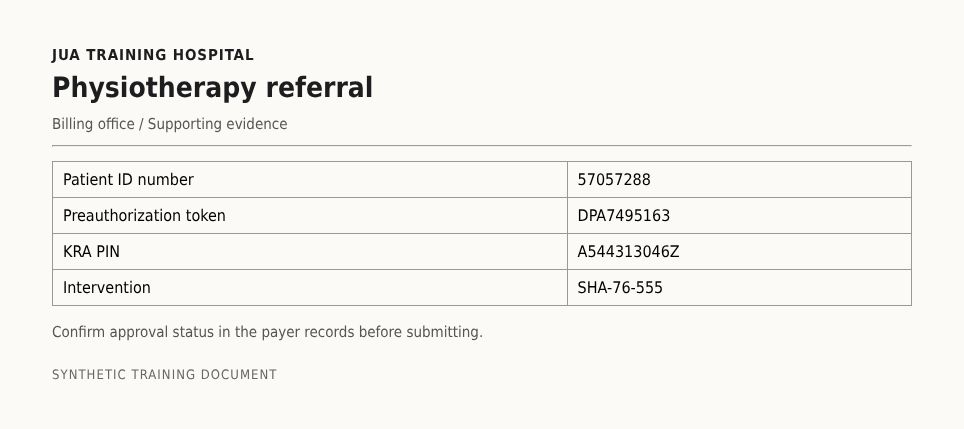 JUA TRAINING HOSPITAL
Physiotherapy referral
Billing office / Supporting evidence
Patient ID number 57057288
Preauthorization token DPA7495163
KRA PIN A544313046Z
Intervention SHA-76-555
Confirm approval status in the payer records before submitting.
SYNTHETIC TRAINING DOCUMENT